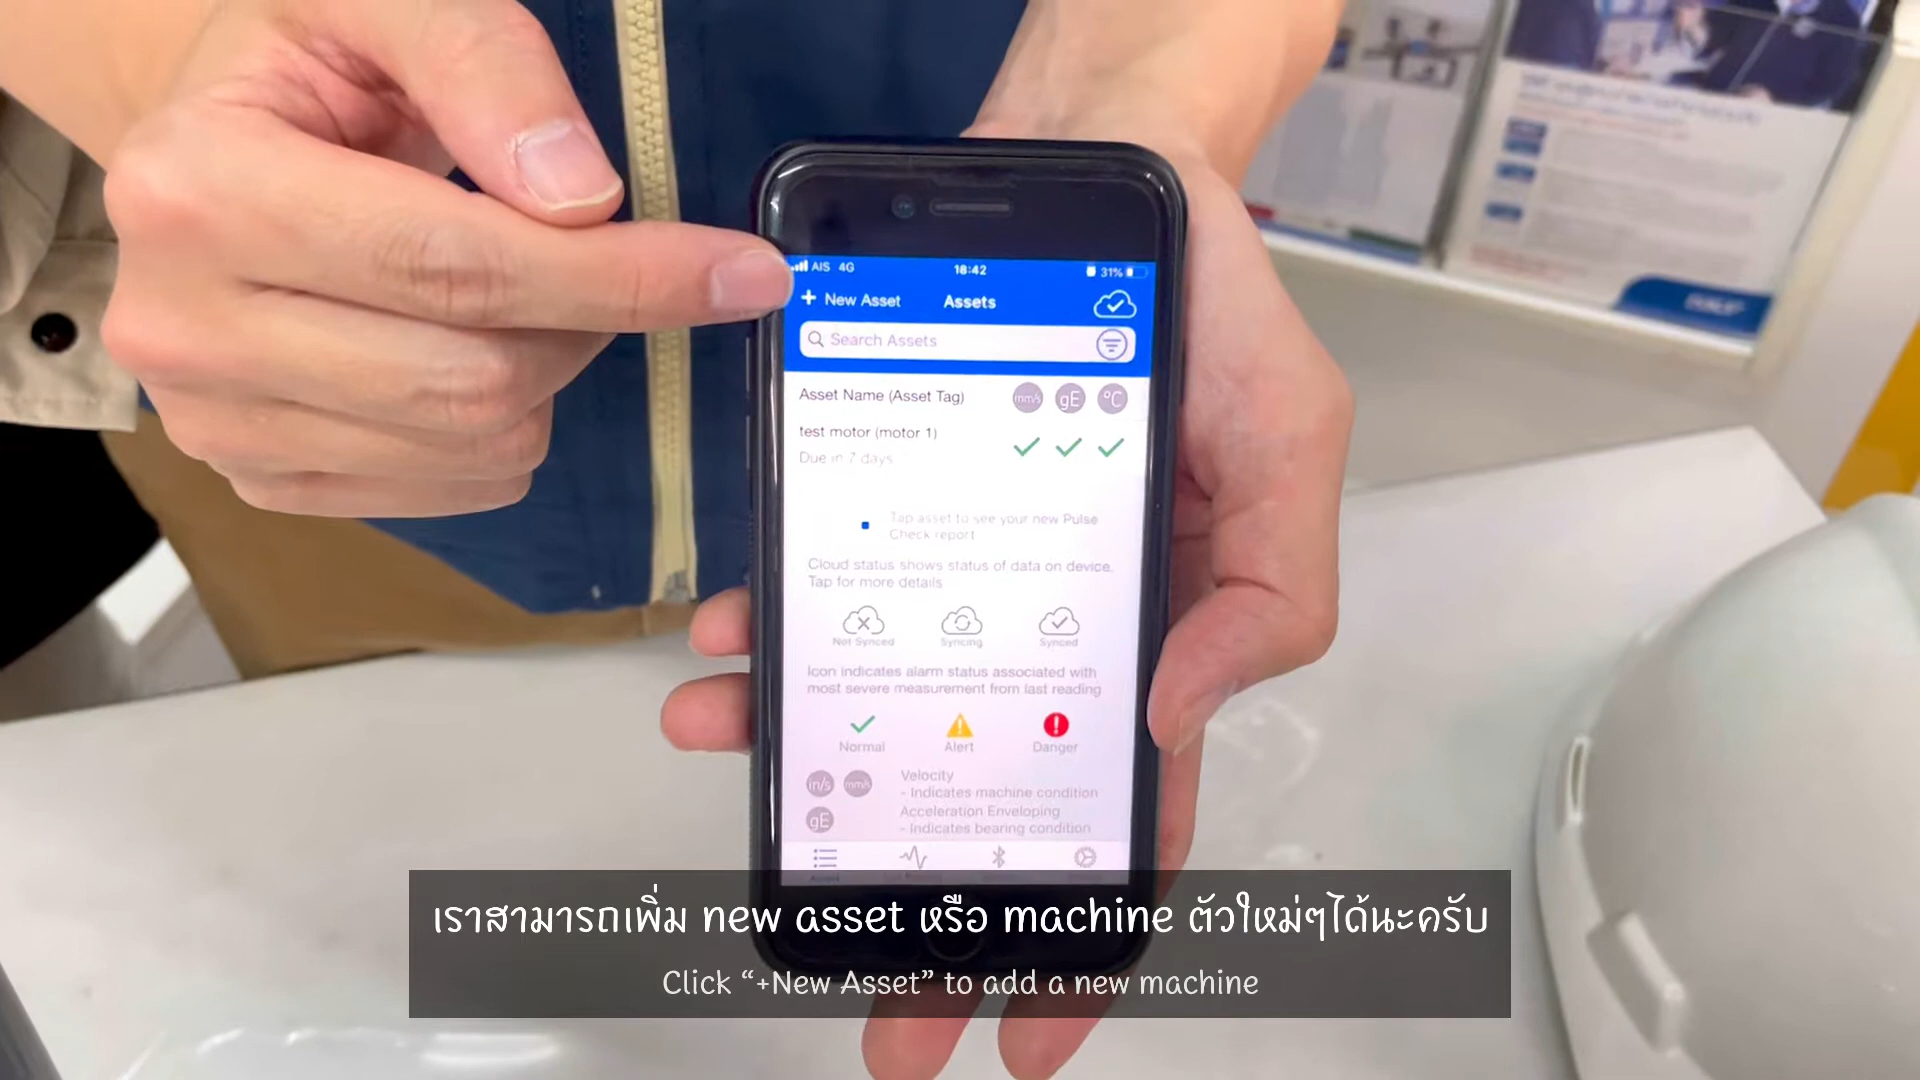 AIS 4G 18:42 31%
+ New Asset Assets
Search Assets
Asset Name (Asset Tag) mm/s gE °C
test motor (motor 1)
Due in 7 days
Tap asset to see your new Pulse
Check report
Cloud status shows status of data on device.
Tap for more details
Not Synced Syncing Synced
Icon indicates alarm status associated with
most severe measurement from last reading
Normal Alert Danger
in/s mm/s Velocity
- Indicates machine condition
gE Acceleration Enveloping
- Indicates bearing condition
เราสามารถเพิ่ม new asset หรือ machine ตัวใหม่ๆได้นะครับ
Click “+New Asset” to add a new machine